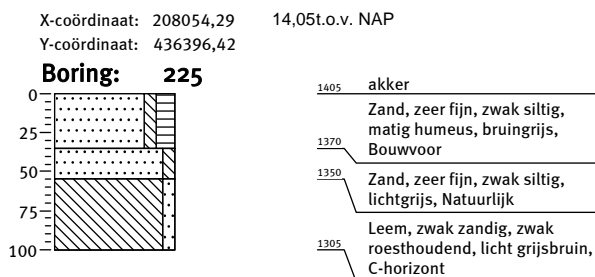 X-coördinaat: 208054,29 14,05t.o.v. NAP
Y-coördinaat: 436396,42
Boring: 225
0
25
50
75
100
1405 akker
Zand, zeer fijn, zwak siltig,
matig humeus, bruingrijs,
1370 Bouwvoor
1350 Zand, zeer fijn, zwak siltig,
lichtgrijs, Natuurlijk
Leem, zwak zandig, zwak
1305 roesthoudend, licht grijsbruin,
C-horizont